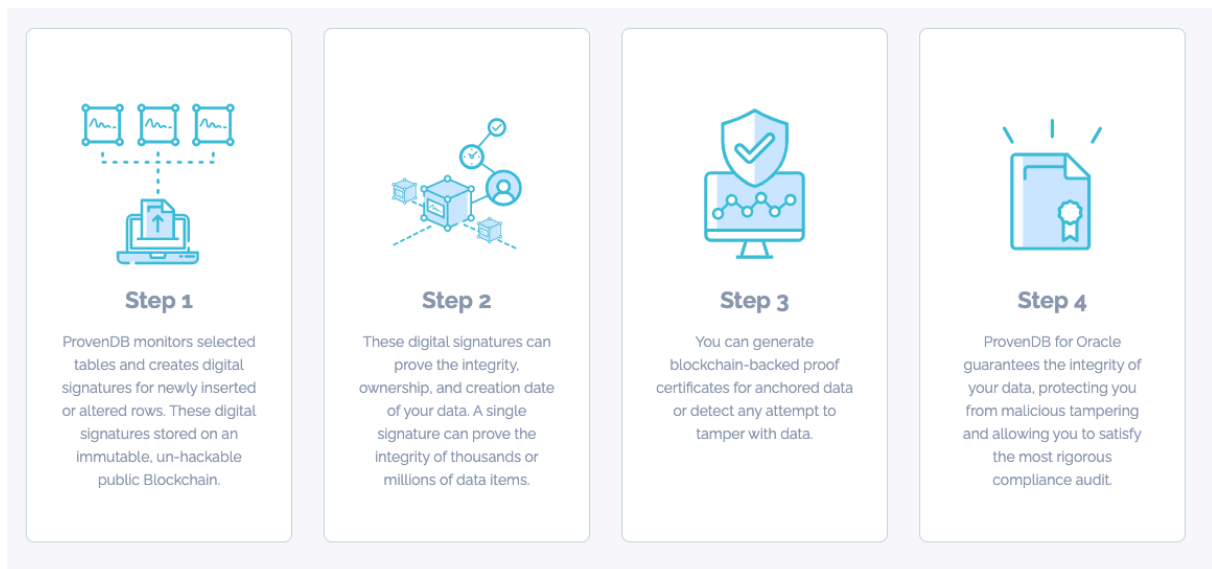 Step 1
ProvenDB monitors selected
tables and creates digital
signatures for newly inserted
or altered rows. These digital
signatures stored on an
immutable, un-hackable
public Blockchain.
Step 2
These digital signatures can
prove the integrity,
ownership, and creation date
of your data. A single
signature can prove the
integrity of thousands or
millions of data items.
Step 3
You can generate
blockchain-backed proof
certificates for anchored data
or detect any attempt to
tamper with data.
Step 4
ProvenDB for Oracle
guarantees the integrity of
your data, protecting you
from malicious tampering
and allowing you to satisfy
the most rigorous
compliance audit.